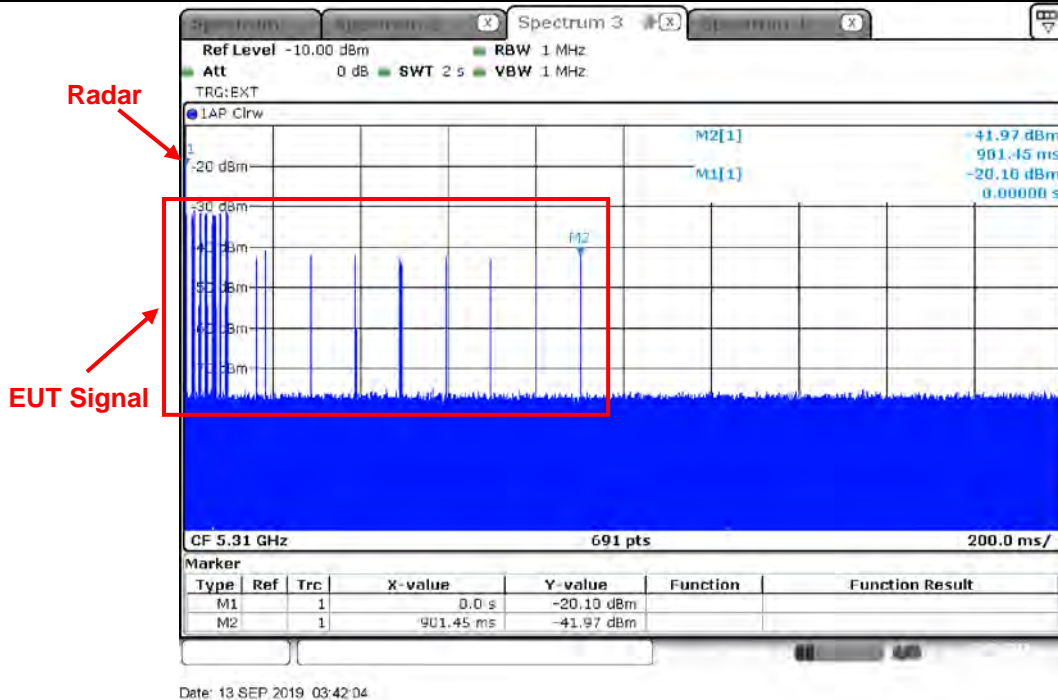 Spectrum 3
Ref Level -10.00 dBm RBW 1 MHz
Att 0 dB SWT 2 s VBW 1 MHz
TRG:EXT
Radar
1AP Clrw
M2[1] -41.97 dBm
901.45 ms
M1[1] -20.10 dBm
0.00000 s
1
-20 dBm
-30 dBm
M2
EUT Signal
CF 5.31 GHz 691 pts 200.0 ms/
Marker
Type Ref Trc X-value Y-value Function Function Result
M1 1 0.0 s -20.10 dBm
M2 1 901.45 ms -41.97 dBm
Date: 13 SEP 2019 03:42:04